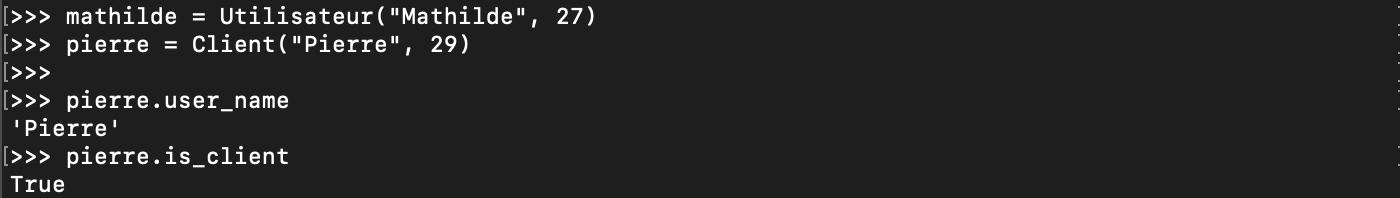 [>>> mathilde = Utilisateur("Mathilde", 27)
[>>> pierre = Client("Pierre", 29)
[>>>
[>>> pierre.user_name
'Pierre'
[>>> pierre.is_client
True